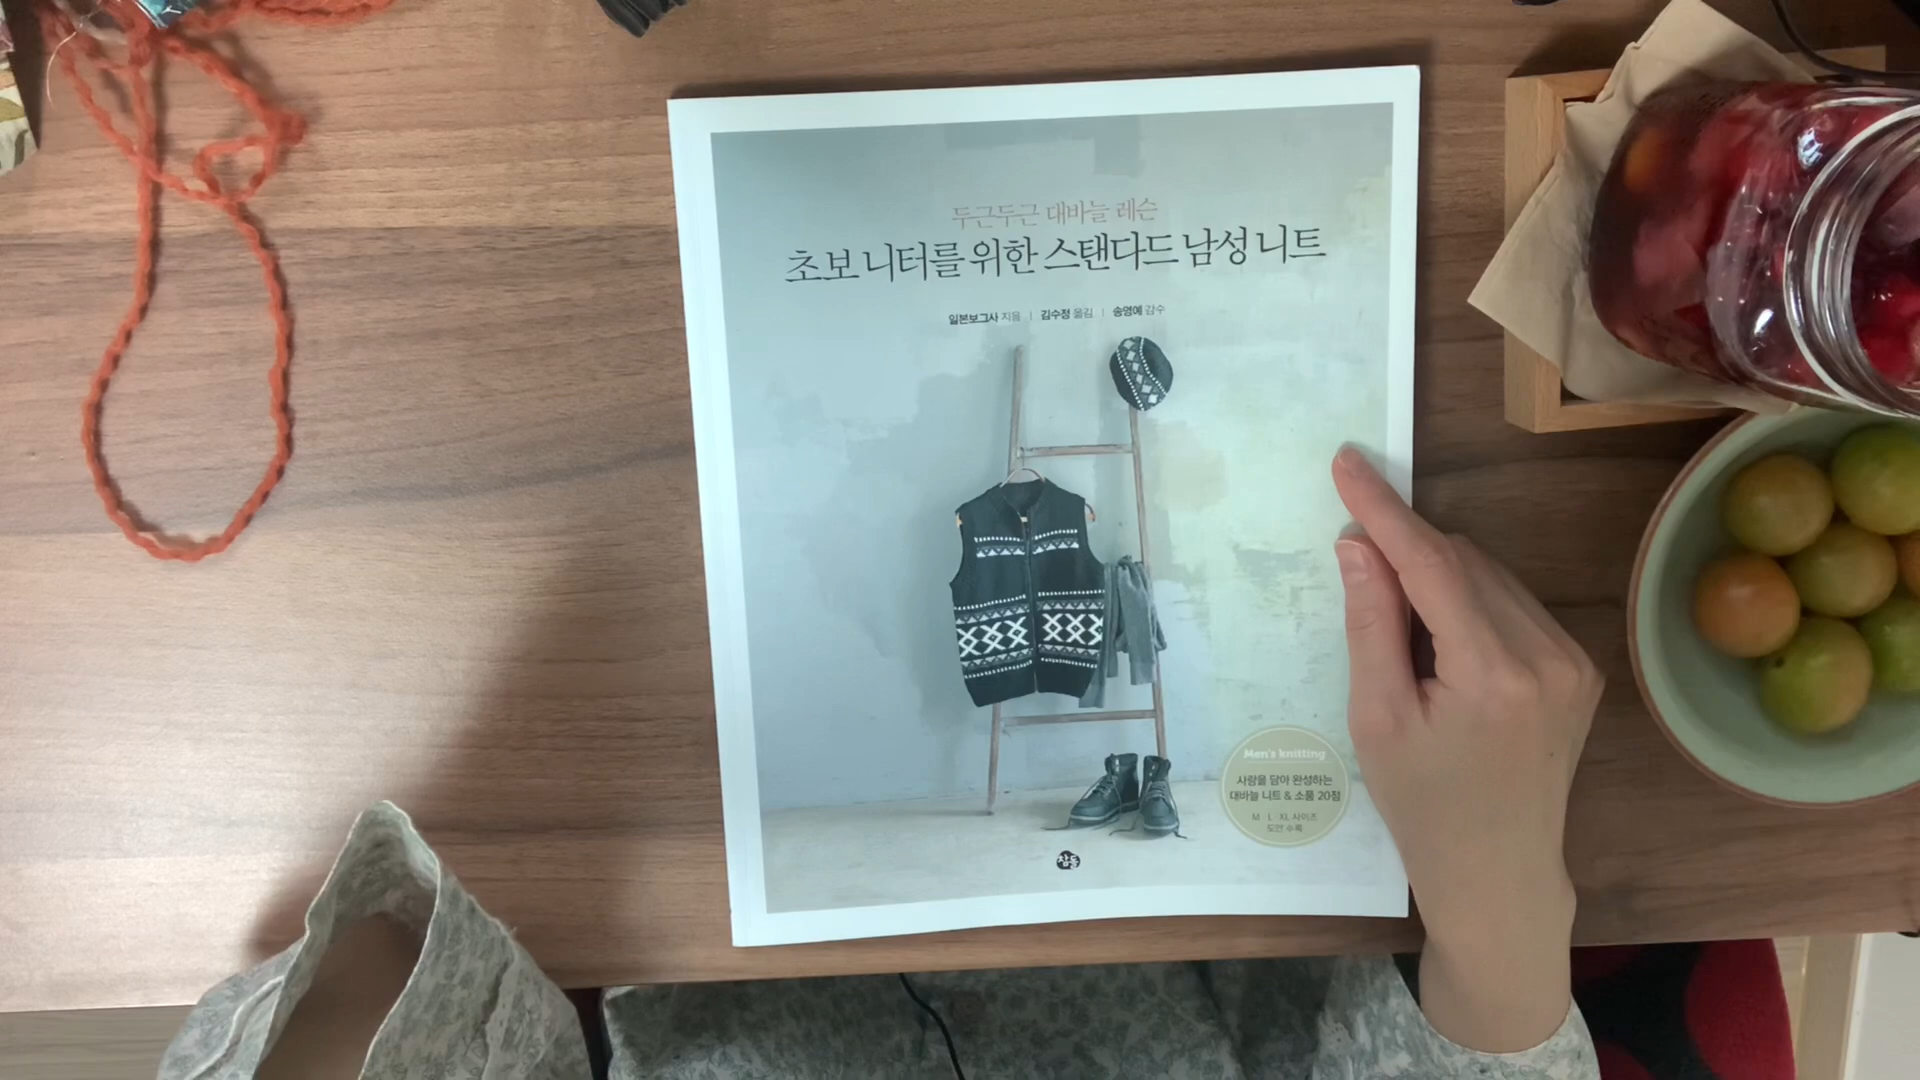 두근두근 대바늘 레슨
초보 니터를 위한 스탠다드 남성 니트
일본보그사 지음 | 김수정 옮김 | 송영예 감수
Men's knitting
사랑을 담아 완성하는
대바늘 니트 & 소품 20점
M L XL 사이즈
도안 수록
참돌